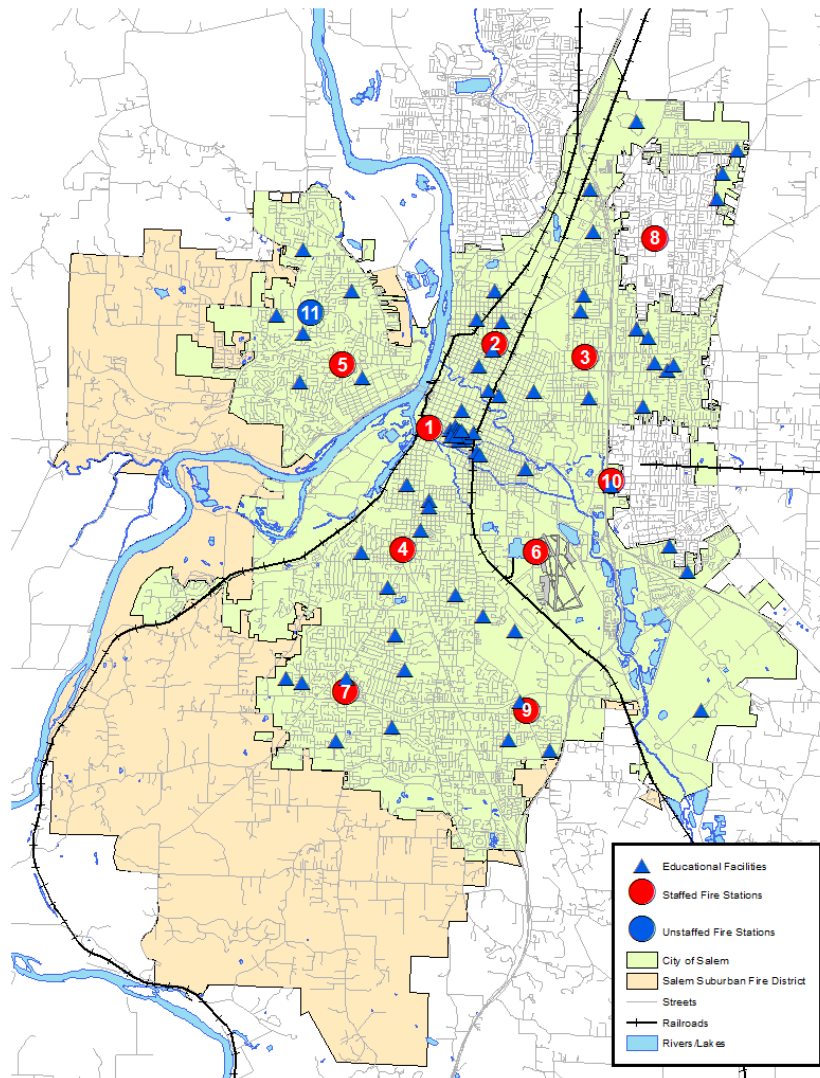 8
11
2
3
5
1
10
4
6
7
9
Educational Facilities
Staffed Fire Stations
Unstaffed Fire Stations
City of Salem
Salem Suburban Fire District
Streets
Railroads
Rivers/Lakes